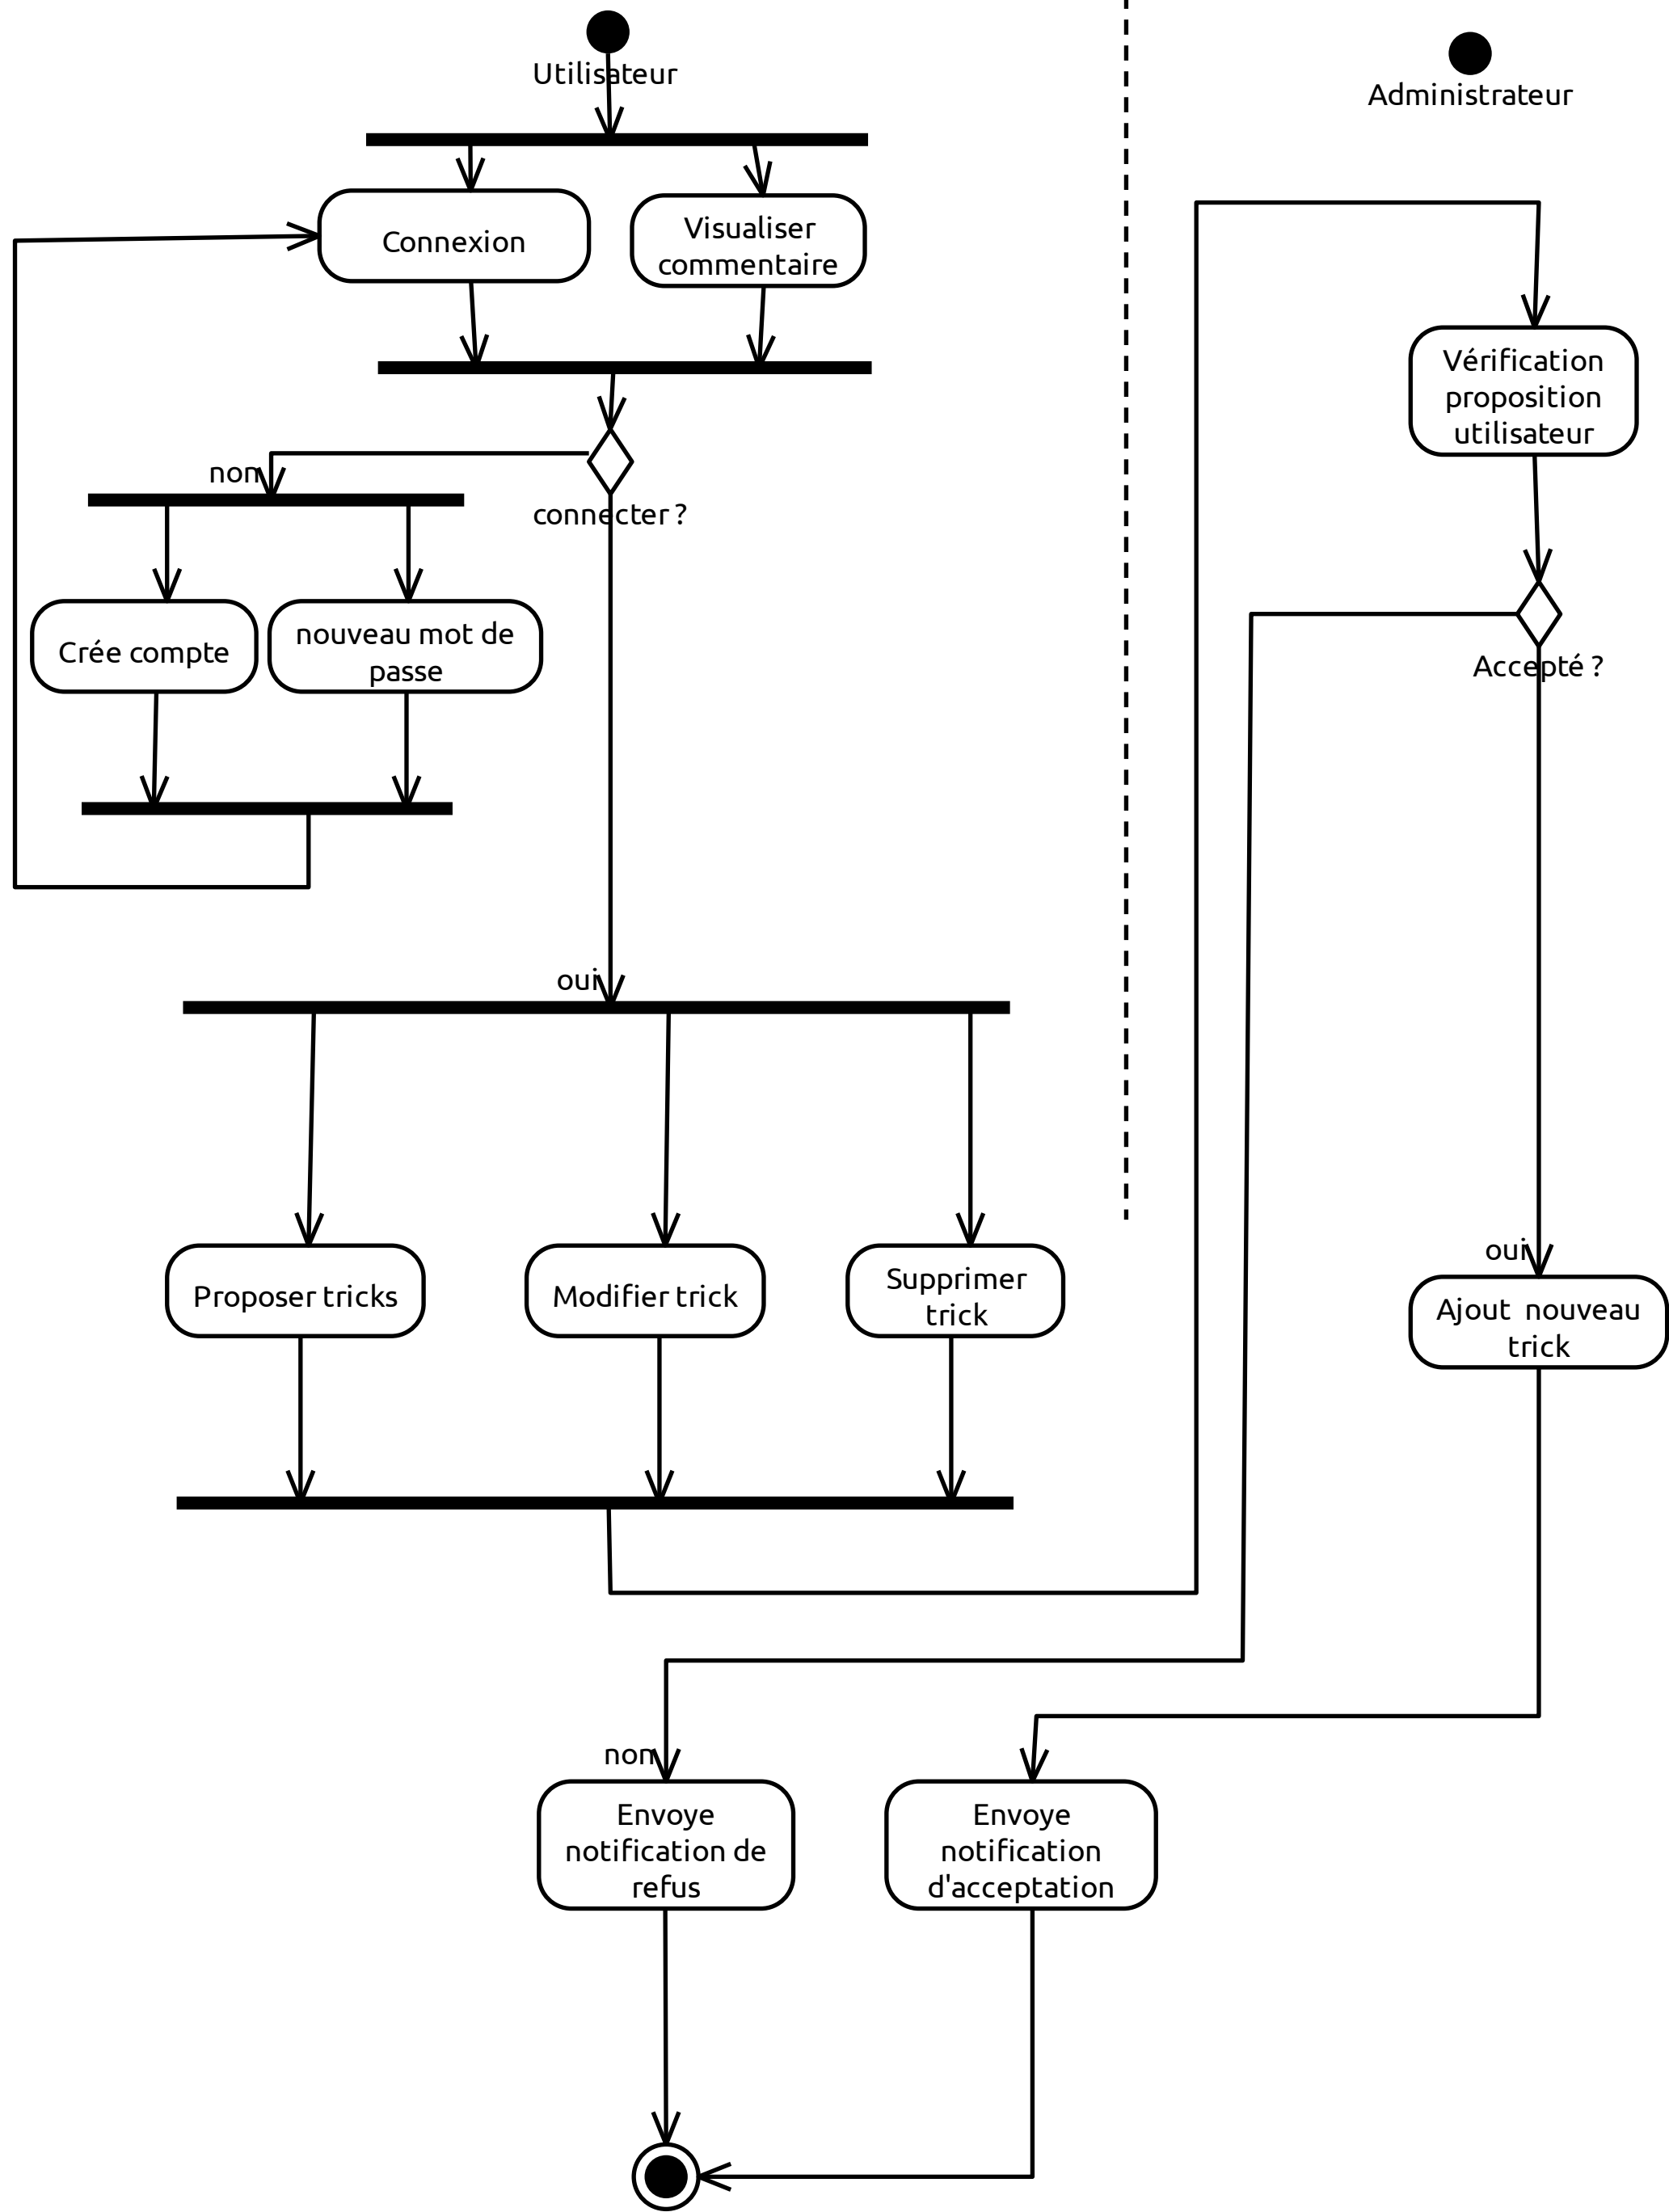 Utilisateur
Administrateur
Connexion
Visualiser
commentaire
Vérification
proposition
utilisateur
non
connecter ?
Crée compte
nouveau mot de
passe
Accepté ?
oui
oui
Proposer tricks
Modifier trick
Supprimer
trick
Ajout  nouveau
trick
non
Envoye
notification de
refus
Envoye
notification
d'acceptation